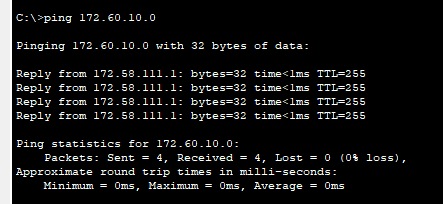 C:\>ping 172.60.10.0
Pinging 172.60.10.0 with 32 bytes of data:
Reply from 172.58.111.1: bytes=32 time<1ms TTL=255
Reply from 172.58.111.1: bytes=32 time<1ms TTL=255
Reply from 172.58.111.1: bytes=32 time<1ms TTL=255
Reply from 172.58.111.1: bytes=32 time<1ms TTL=255
Ping statistics for 172.60.10.0:
Packets: Sent = 4, Received = 4, Lost = 0 (0% loss),
Approximate round trip times in milli-seconds:
Minimum = 0ms, Maximum = 0ms, Average = 0ms